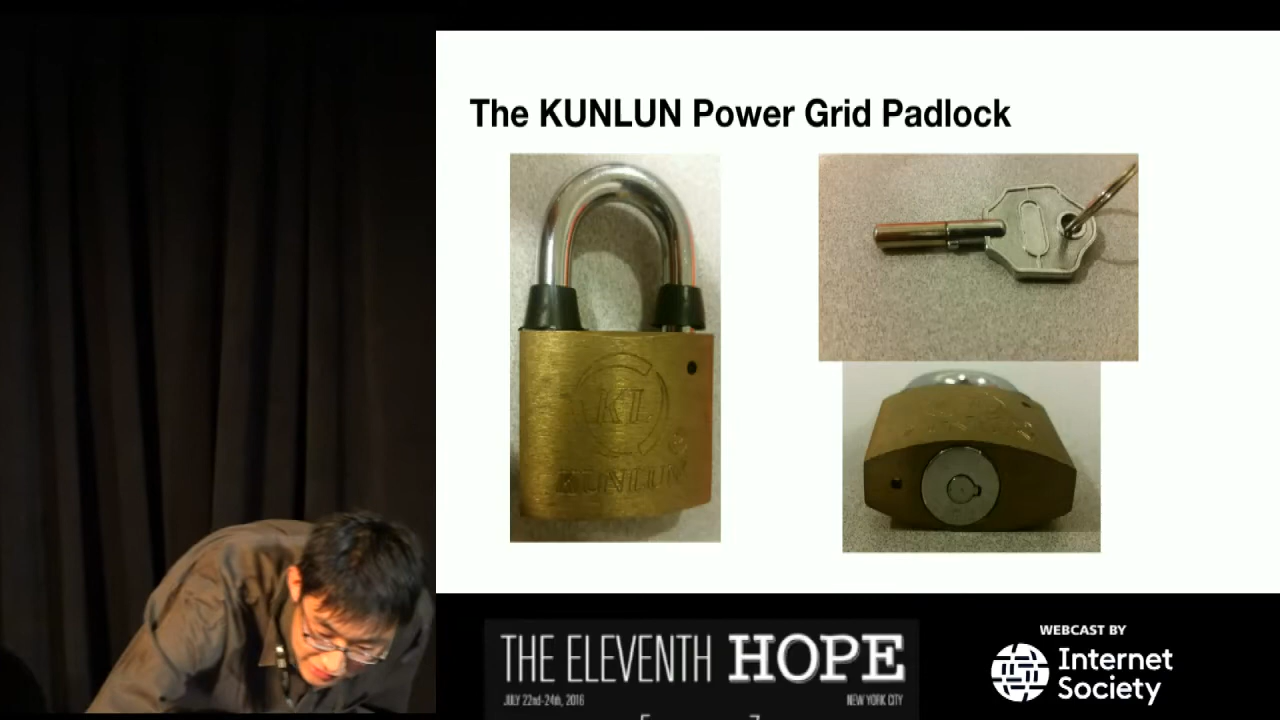 The KUNLUN Power Grid Padlock
KL
KUNLUN
THE ELEVENTH HOPE
JULY 22nd-24th, 2016
NEW YORK CITY
WEBCAST BY
Internet
Society